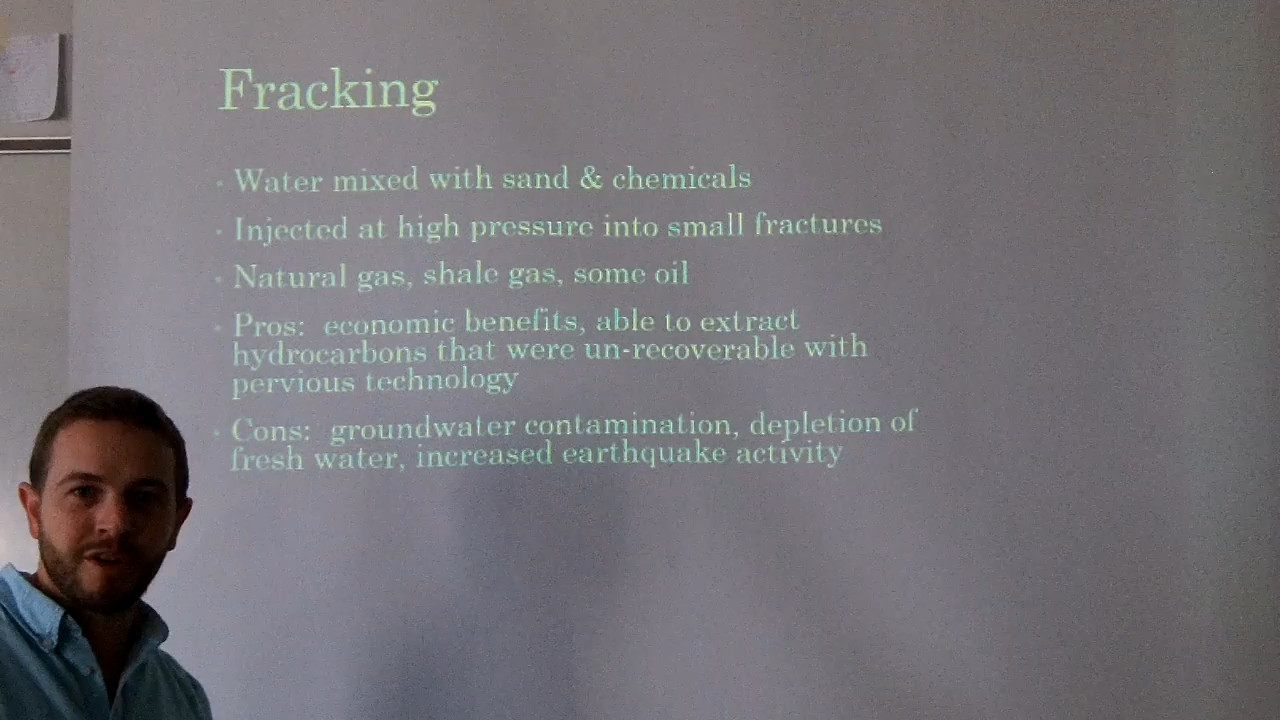 Fracking
• Water mixed with sand & chemicals
• Injected at high pressure into small fractures
• Natural gas, shale gas, some oil
• Pros:  economic benefits, able to extract
hydrocarbons that were un-recoverable with
pervious technology
• Cons:  groundwater contamination, depletion of
fresh water, increased earthquake activity